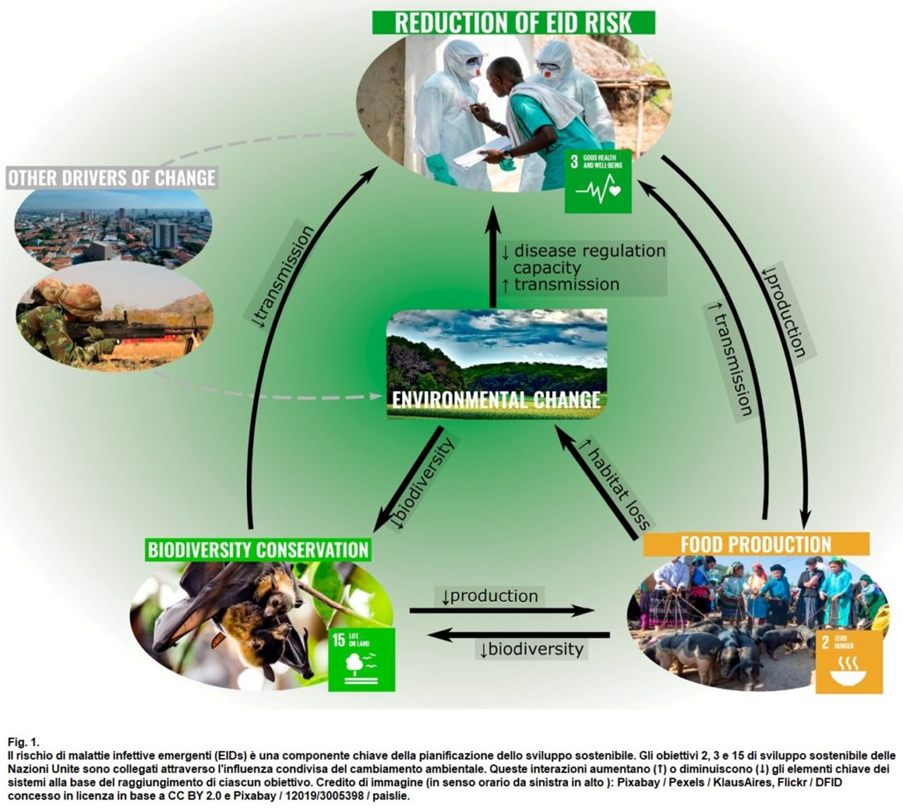 REDUCTION OF EID RISK
3 GOOD HEALTH
AND WELL-BEING
OTHER DRIVERS OF CHANGE
↓transmission
↓ disease regulation
capacity
↑ transmission
↓production
↑ transmission
ENVIRONMENTAL CHANGE
↓biodiversity
↑ habitat loss
BIODIVERSITY CONSERVATION
FOOD PRODUCTION
↓production
↓biodiversity
15 LIFE
ON LAND
2 ZERO
HUNGER
Fig. 1.
Il rischio di malattie infettive emergenti (EIDs) è una componente chiave della pianificazione dello sviluppo sostenibile. Gli obiettivi 2, 3 e 15 di sviluppo sostenibile delle
Nazioni Unite sono collegati attraverso l'influenza condivisa del cambiamento ambientale. Queste interazioni aumentano (↑) o diminuiscono (↓) gli elementi chiave dei
sistemi alla base del raggiungimento di ciascun obiettivo. Credito di immagine (in senso orario da sinistra in alto ): Pixabay / Pexels / KlausAires, Flickr / DFID
concesso in licenza in base a CC BY 2.0 e Pixabay / 12019/3005398 / paislie.